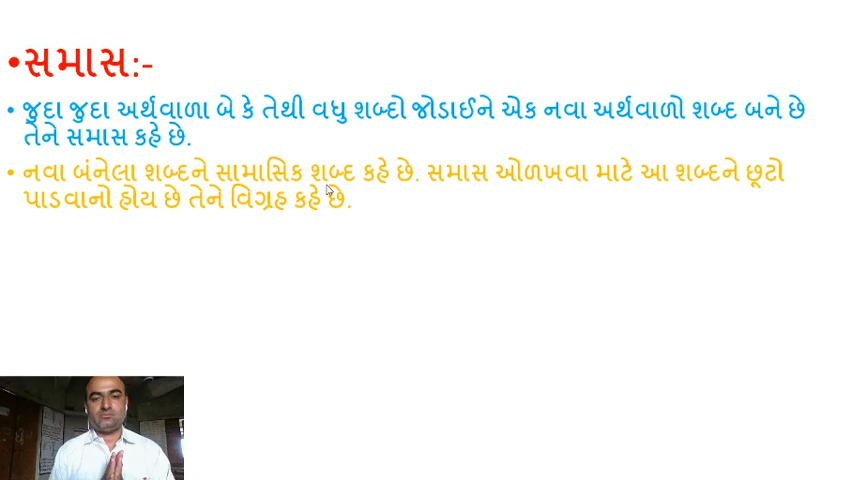 •સમાસ:-
• જુદા જુદા અર્થવાળા બે કે તેથી વધુ શબ્દો જોડાઈને એક નવા અર્થવાળો શબ્દ બને છે
તેને સમાસ કહે છે.
• નવા બંનેલા શબ્દને સામાસિક શબ્દ કહે છે. સમાસ ઓળખવા માટે આ શબ્દને છૂટો
પાડવાનો હોય છે તેને વિગ્રહ કહે છે.